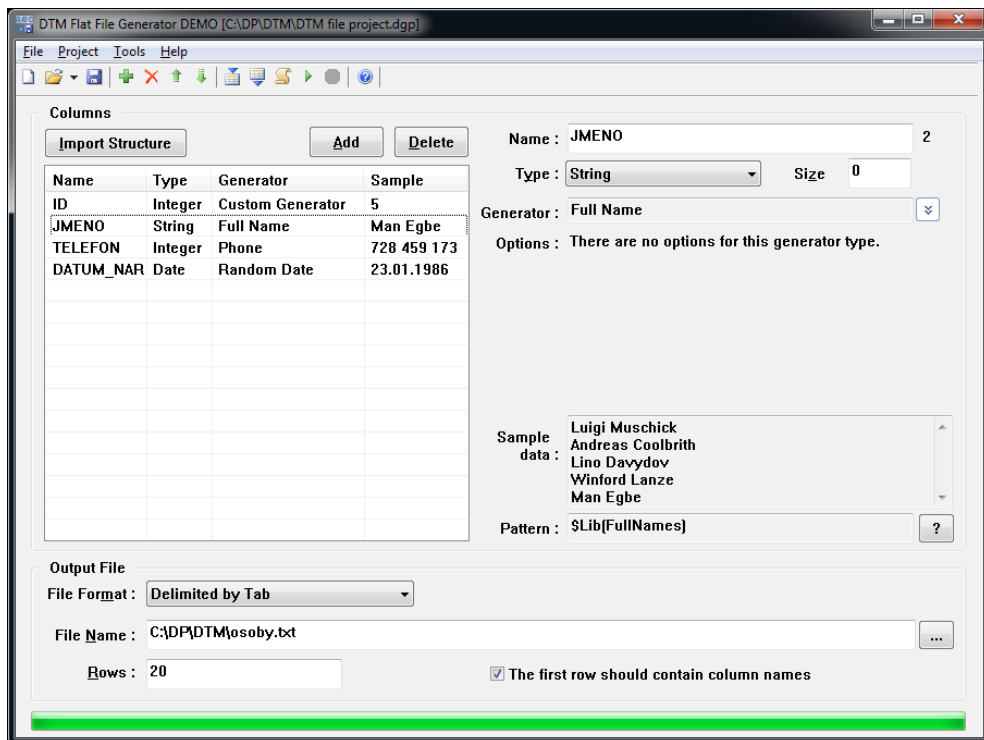 DTM Flat File Generator DEMO [C:\DP\DTM\DTM file project.dgp]
File Project Tools Help
Columns
Import Structure Add Delete
Name Type Generator Sample
ID Integer Custom Generator 5
JMENO String Full Name Man Egbe
TELEFON Integer Phone 728 459 173
DATUM_NAR Date Random Date 23.01.1986
Name : JMENO 2
Type : String Size 0
Generator : Full Name
Options : There are no options for this generator type.
Sample data :
Luigi Muschick
Andreas Coolbrith
Lino Davydov
Winford Lanze
Man Egbe
Pattern : $Lib(FullNames) ?
Output File
File Format : Delimited by Tab
File Name : C:\DP\DTM\osoby.txt ...
Rows : 20 The first row should contain column names